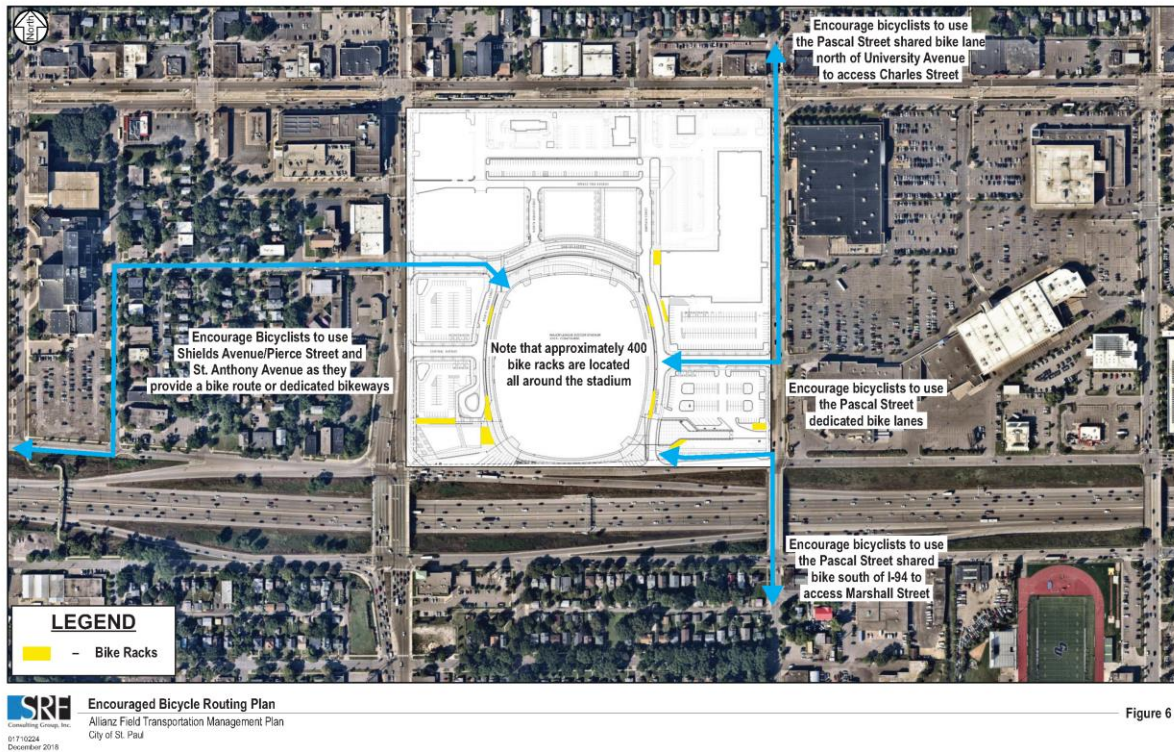 North
Encourage bicyclists to use
the Pascal Street shared bike lane
north of University Avenue
to access Charles Street
Encourage Bicyclists to use
Shields Avenue/Pierce Street and
St. Anthony Avenue as they
provide a bike route or dedicated bikeways
Note that approximately 400
bike racks are located
all around the stadium
Encourage bicyclists to use
the Pascal Street
dedicated bike lanes
Encourage bicyclists to use
the Pascal Street shared
bike south of I-94 to
access Marshall Street
LEGEND
– Bike Racks
SRF
Consulting Group, Inc.
Encouraged Bicycle Routing Plan
Allianz Field Transportation Management Plan
City of St. Paul
01710224
December 2018
Figure 6